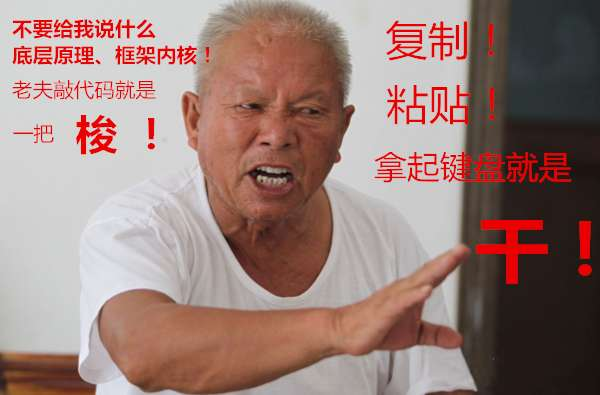 不要给我说什么
底层原理、框架内核！
老夫敲代码就是
一把 梭！
复制！
粘贴！
拿起键盘就是
干！